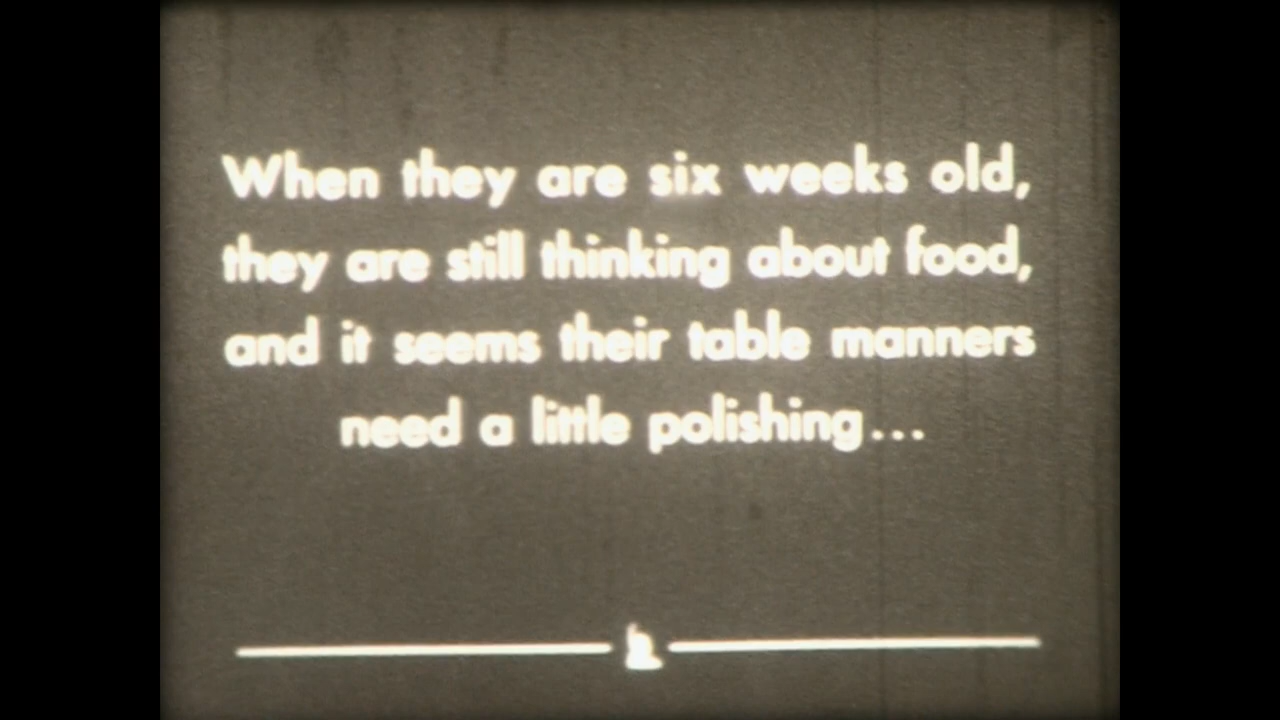 When they are six weeks old,
they are still thinking about food,
and it seems their table manners
need a little polishing...